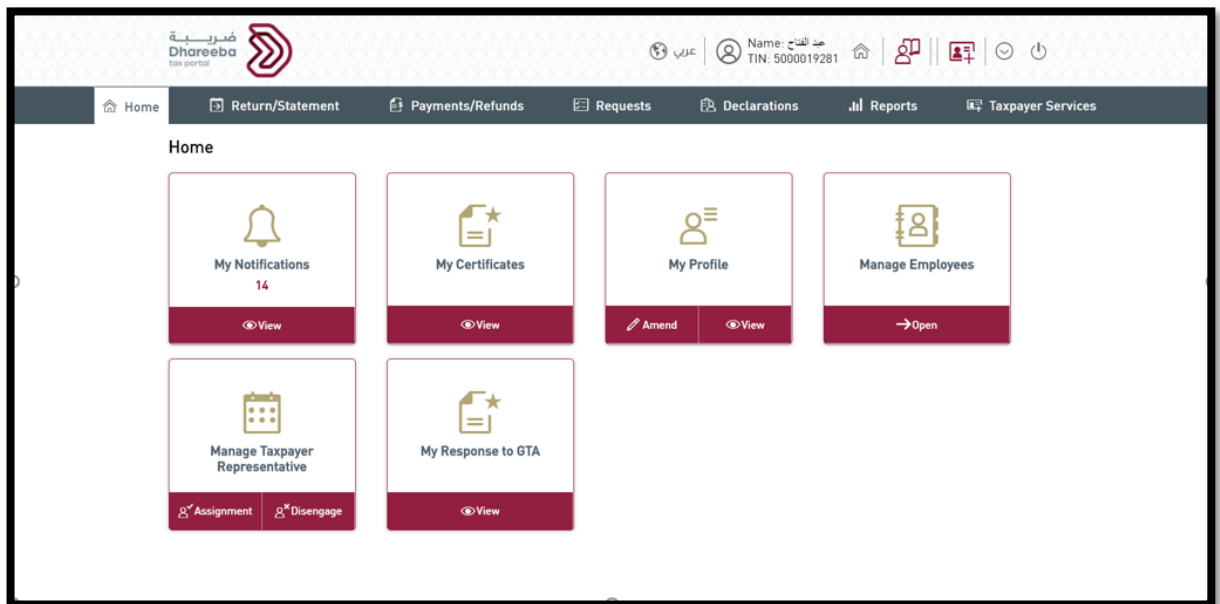 ضريبة
Dhareeba
tax portal
عربي
Name: عبد الفتاح
TIN: 5000019281
Home
Return/Statement
Payments/Refunds
Requests
Declarations
Reports
Taxpayer Services
Home
My Notifications
14
View
My Certificates
View
My Profile
Amend
View
Manage Employees
Open
Manage Taxpayer
Representative
Assignment
Disengage
My Response to GTA
View